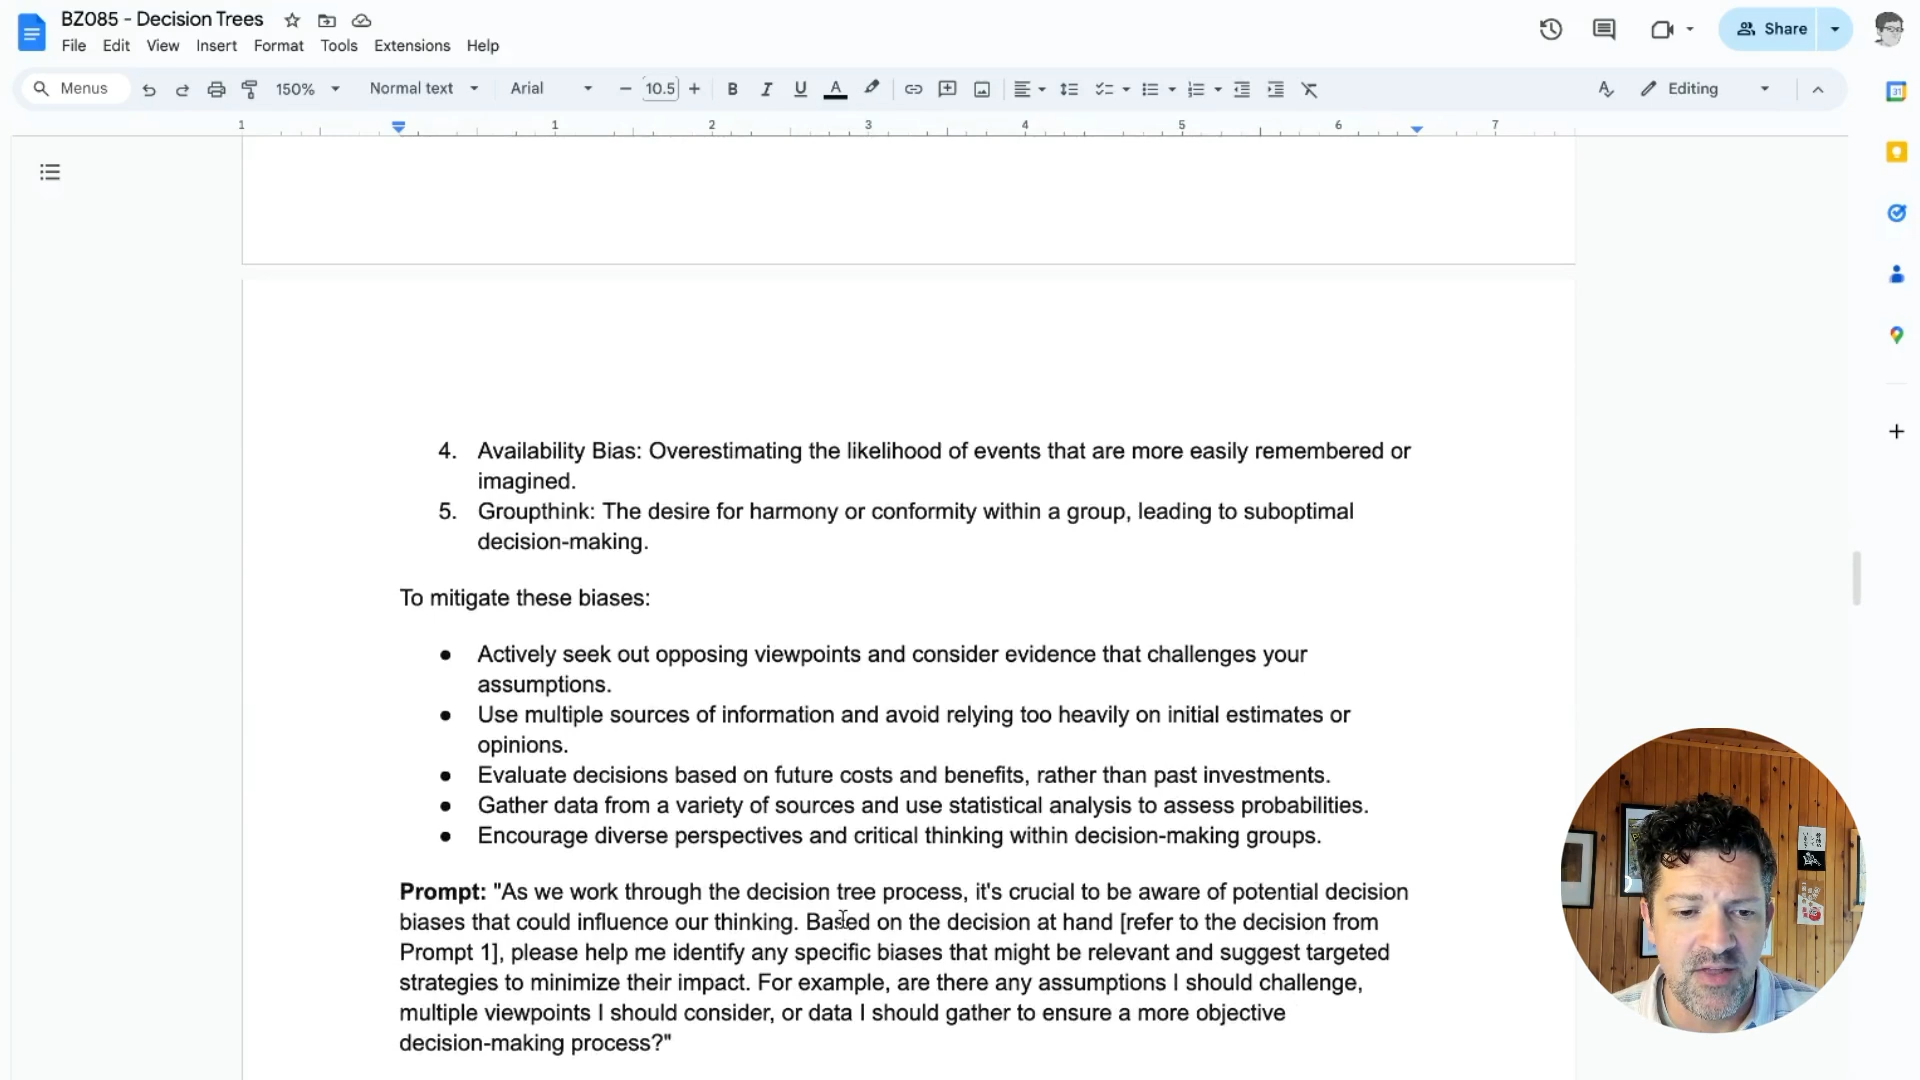 BZ085 - Decision Trees
File Edit View Insert Format Tools Extensions Help
Share
Menus 150% Normal text Arial 10.5 B I U A Editing
1 1 2 3 4 5 6 7
31
4. Availability Bias: Overestimating the likelihood of events that are more easily remembered or
imagined.
5. Groupthink: The desire for harmony or conformity within a group, leading to suboptimal
decision-making.
To mitigate these biases:
● Actively seek out opposing viewpoints and consider evidence that challenges your
assumptions.
● Use multiple sources of information and avoid relying too heavily on initial estimates or
opinions.
● Evaluate decisions based on future costs and benefits, rather than past investments.
● Gather data from a variety of sources and use statistical analysis to assess probabilities.
● Encourage diverse perspectives and critical thinking within decision-making groups.
Prompt: "As we work through the decision tree process, it's crucial to be aware of potential decision
biases that could influence our thinking. Based on the decision at hand [refer to the decision from
Prompt 1], please help me identify any specific biases that might be relevant and suggest targeted
strategies to minimize their impact. For example, are there any assumptions I should challenge,
multiple viewpoints I should consider, or data I should gather to ensure a more objective
decision-making process?"